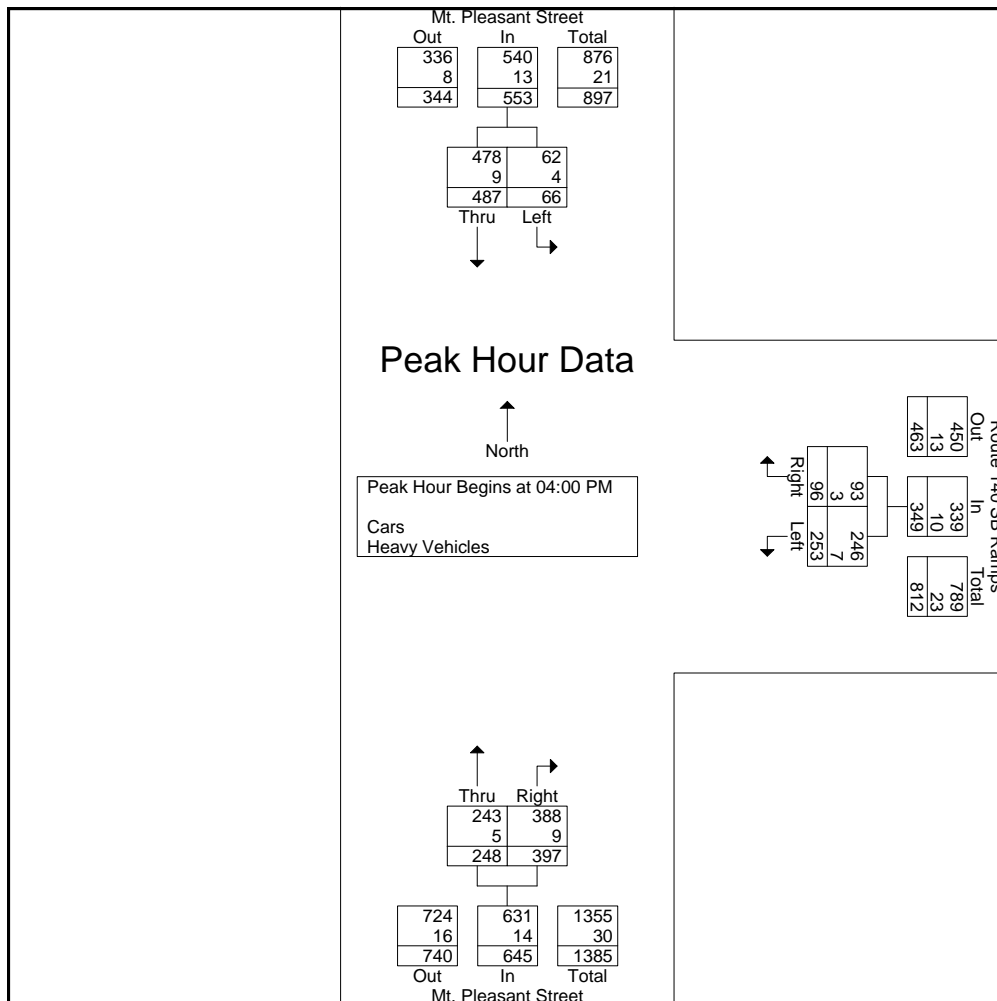 Mt. Pleasant Street
Out In Total
336 540 876
8 13 21
344 553 897
478 62
9 4
487 66
Thru Left
Peak Hour Data
North
Peak Hour Begins at 04:00 PM
Cars
Heavy Vehicles
Route 140 SB Ramps
Out In Total
450 339 789
13 10 23
463 349 812
93 246
3 7
96 253
Right Left
Thru Right
243 388
5 9
248 397
724 631 1355
16 14 30
740 645 1385
Out In Total
Mt. Pleasant Street